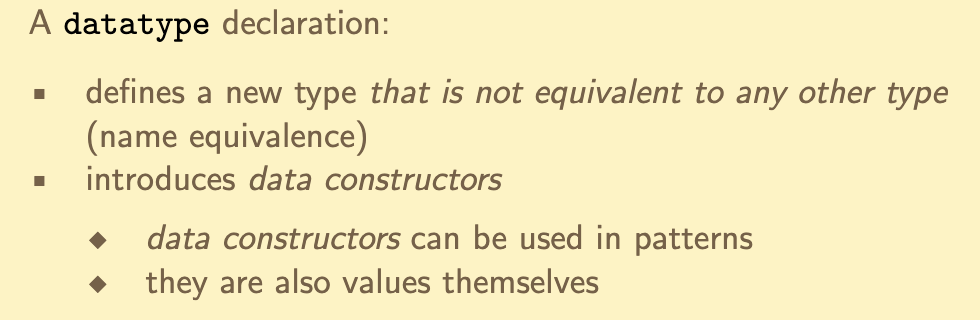 A datatype declaration:
▪ defines a new type that is not equivalent to any other type
(name equivalence)
▪ introduces data constructors
◆ data constructors can be used in patterns
◆ they are also values themselves